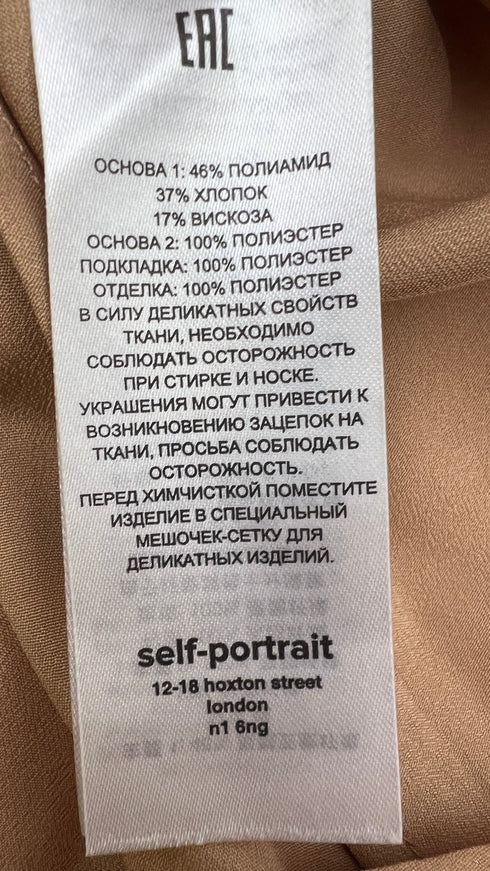 EAC
ОСНОВА 1: 46% ПОЛИАМИД
37% ХЛОПОК
17% ВИСКОЗА
ОСНОВА 2: 100% ПОЛИЭСТЕР
ПОДКЛАДКА: 100% ПОЛИЭСТЕР
ОТДЕЛКА: 100% ПОЛИЭСТЕР
В СИЛУ ДЕЛИКАТНЫХ СВОЙСТВ
ТКАНИ, НЕОБХОДИМО
СОБЛЮДАТЬ ОСТОРОЖНОСТЬ
ПРИ СТИРКЕ И НОСКЕ.
УКРАШЕНИЯ МОГУТ ПРИВЕСТИ К
ВОЗНИКНОВЕНИЮ ЗАЦЕПОК НА
ТКАНИ, ПРОСЬБА СОБЛЮДАТЬ
ОСТОРОЖНОСТЬ.
ПЕРЕД ХИМЧИСТКОЙ ПОМЕСТИТЕ
ИЗДЕЛИЕ В СПЕЦИАЛЬНЫЙ
МЕШОЧЕК-СЕТКУ ДЛЯ
ДЕЛИКАТНЫХ ИЗДЕЛИЙ.
self-portrait
12-18 hoxton street
london
n1 6ng